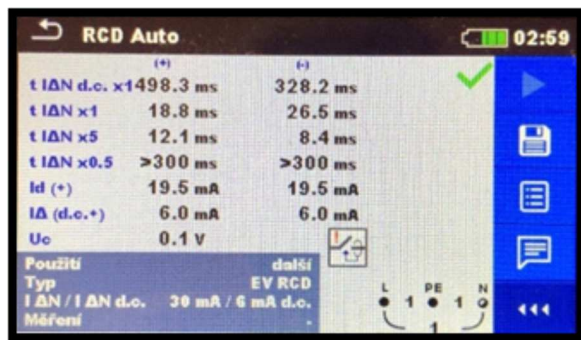 RCD Auto 02:59
(+) (-)
t IΔN d.c. x1 498.3 ms 328.2 ms
t IΔN x1 18.8 ms 26.5 ms
t IΔN x5 12.1 ms 8.4 ms
t IΔN x0.5 >300 ms >300 ms
Id (+) 19.5 mA 19.5 mA
IΔ (d.c.+) 6.0 mA 6.0 mA
Uc 0.1 V
Použití další
Typ EV RCD
I ΔN / I ΔN d.c. 30 mA / 6 mA d.c.
Měření -
L PE N
1 1
1